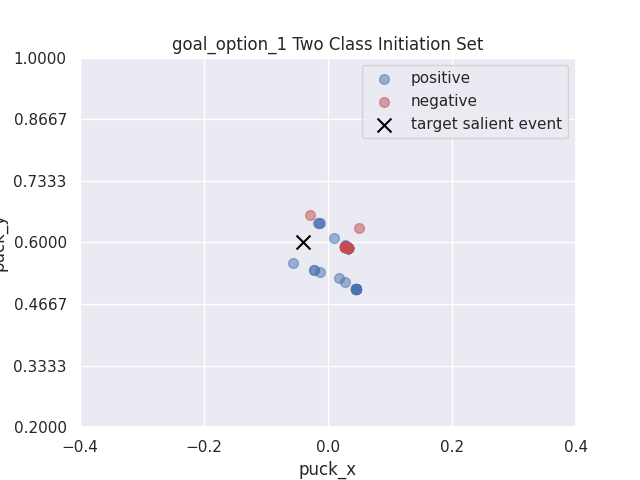 goal_option_1 Two Class Initiation Set
positive
negative
target salient event
1.0000
0.8667
0.7333
0.6000
0.4667
0.3333
0.2000
puck_y
−0.4
−0.2
0.0
0.2
0.4
puck_x